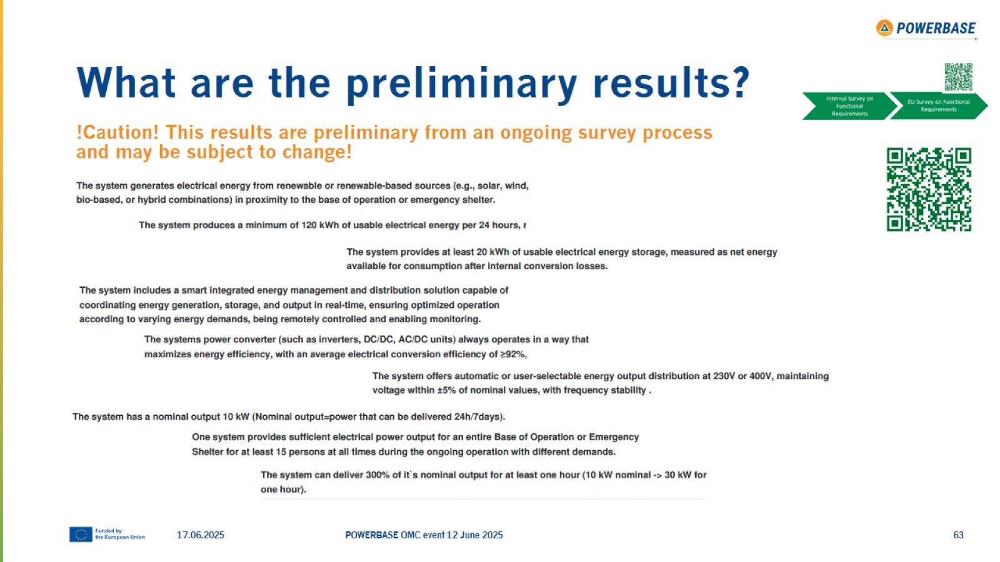 POWERBASE
What are the preliminary results?
Internal Survey on
Functional
Requirements
EU Survey on Functional
Requirements
!Caution! This results are preliminary from an ongoing survey process
and may be subject to change!
The system generates electrical energy from renewable or renewable-based sources (e.g., solar, wind,
bio-based, or hybrid combinations) in proximity to the base of operation or emergency shelter.
The system produces a minimum of 120 kWh of usable electrical energy per 24 hours, r
The system provides at least 20 kWh of usable electrical energy storage, measured as net energy
available for consumption after internal conversion losses.
The system includes a smart integrated energy management and distribution solution capable of
coordinating energy generation, storage, and output in real-time, ensuring optimized operation
according to varying energy demands, being remotely controlled and enabling monitoring.
The systems power converter (such as inverters, DC/DC, AC/DC units) always operates in a way that
maximizes energy efficiency, with an average electrical conversion efficiency of ≥92%,
The system offers automatic or user-selectable energy output distribution at 230V or 400V, maintaining
voltage within ±5% of nominal values, with frequency stability .
The system has a nominal output 10 kW (Nominal output=power that can be delivered 24h/7days).
One system provides sufficient electrical power output for an entire Base of Operation or Emergency
Shelter for at least 15 persons at all times during the ongoing operation with different demands.
The system can deliver 300% of it`s nominal output for at least one hour (10 kW nominal -> 30 kW for
one hour).
Funded by
the European Union
17.06.2025
POWERBASE OMC event 12 June 2025
63